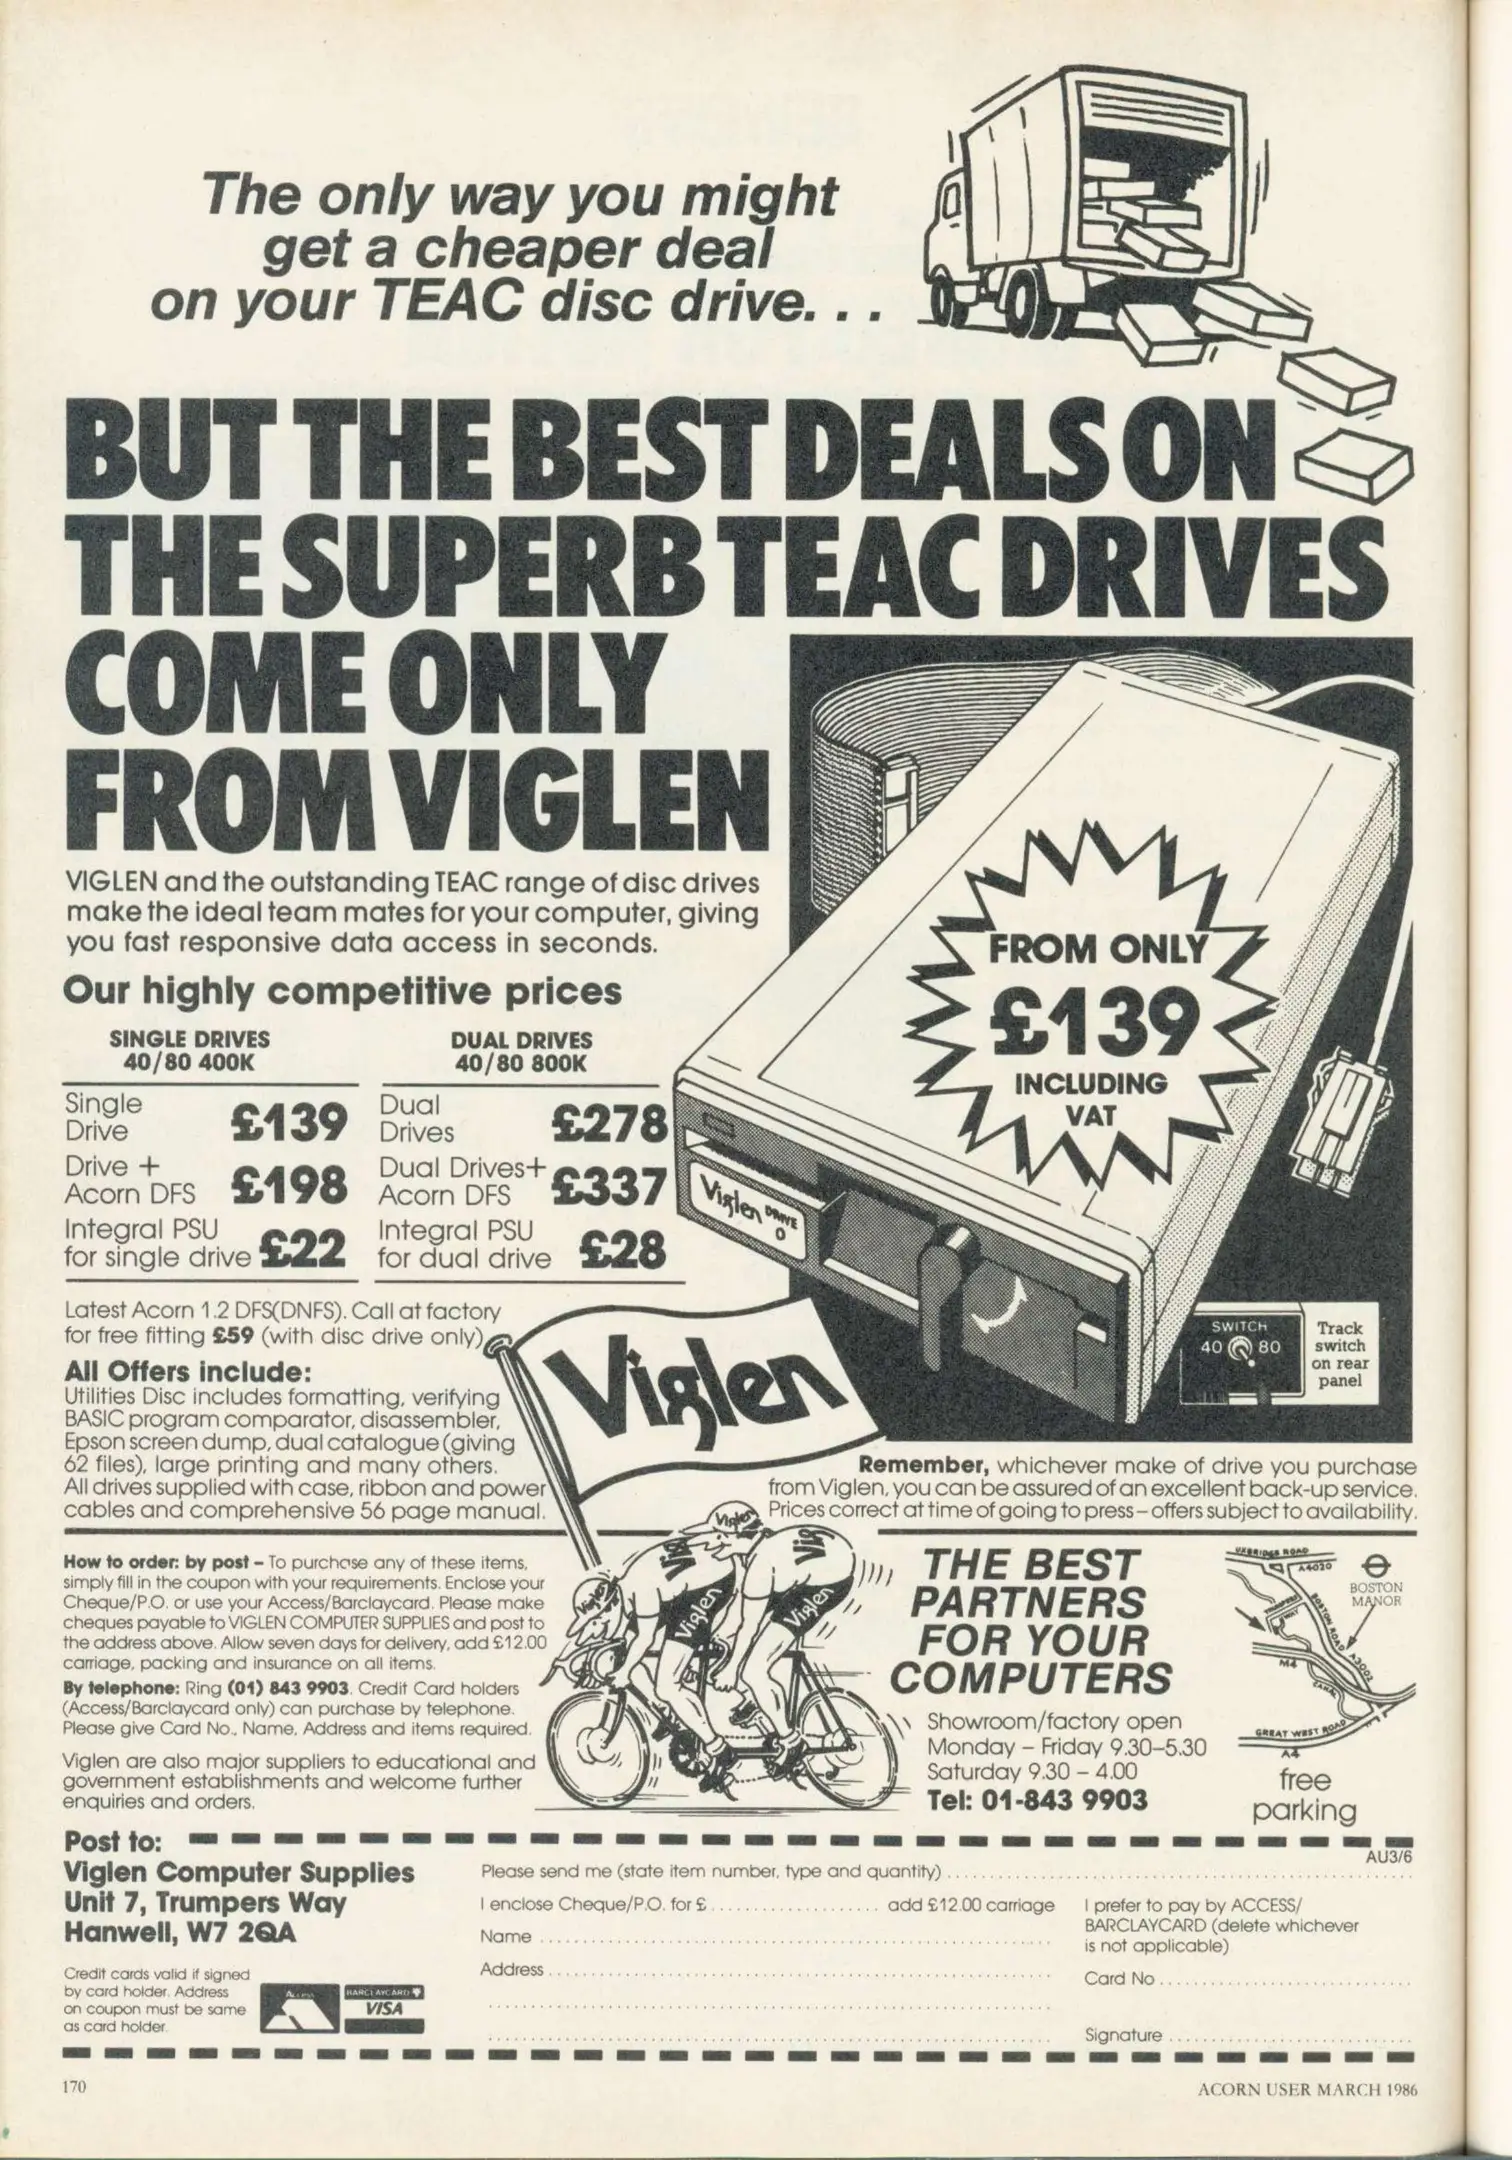 The only way you might
get a cheaper deal
on your TEAC disc drive. . .
BUT THE BEST DEALS ON
THE SUPERB TEAC DRIVES
COME ONLY
FROM VIGLEN
VIGLEN and the outstanding TEAC range of disc drives
make the ideal team mates for your computer, giving
you fast responsive data access in seconds.
Our highly competitive prices
SINGLE DRIVES
40/80 400K
Single
Drive £139
Drive +
Acorn DFS £198
Integral PSU
for single drive £22
DUAL DRIVES
40/80 800K
Dual
Drives £278
Dual Drives+
Acorn DFS £337
Integral PSU
for dual drive £28
FROM ONLY
£139
INCLUDING
VAT
Viglen DRIVE
0
SWITCH
40 80
Track
switch
on rear
panel
Latest Acorn 1.2 DFS(DNFS). Call at factory
for free fitting £59 (with disc drive only)
All Offers include:
Utilities Disc includes formatting, verifying
BASIC program comparator, disassembler,
Epson screen dump, dual catalogue (giving
62 files), large printing and many others.
All drives supplied with case, ribbon and power
cables and comprehensive 56 page manual.
Viglen
Remember, whichever make of drive you purchase
from Viglen, you can be assured of an excellent back-up service.
Prices correct at time of going to press – offers subject to availability.
How to order: by post – To purchase any of these items,
simply fill in the coupon with your requirements. Enclose your
Cheque/P.O. or use your Access/Barclaycard. Please make
cheques payable to VIGLEN COMPUTER SUPPLIES and post to
the address above. Allow seven days for delivery, add £12.00
carriage, packing and insurance on all items.
By telephone: Ring (01) 843 9903. Credit Card holders
(Access/Barclaycard only) can purchase by telephone.
Please give Card No., Name, Address and items required.
Viglen are also major suppliers to educational and
government establishments and welcome further
enquiries and orders.
Viglen
Viglen
Vig
Vig
Viglen
Viglen
THE BEST
PARTNERS
FOR YOUR
COMPUTERS
Showroom/factory open
Monday – Friday 9.30–5.30
Saturday 9.30 – 4.00
Tel: 01-843 9903
UXBRIDGE ROAD
A4020
BOSTON
MANOR
TRUMPERS
WAY
BOSTON ROAD
A3002
M4
CANAL
GREAT WEST ROAD
A4
free
parking
AU3/6
Post to:
Viglen Computer Supplies
Unit 7, Trumpers Way
Hanwell, W7 2QA
Credit cards valid if signed
by card holder. Address
on coupon must be same
as card holder.
Access
BARCLAYCARD
VISA
Please send me (state item number, type and quantity)
I enclose Cheque/P.O. for £ add £12.00 carriage
Name
Address
I prefer to pay by ACCESS/
BARCLAYCARD (delete whichever
is not applicable)
Card No
Signature
170
ACORN USER MARCH 1986